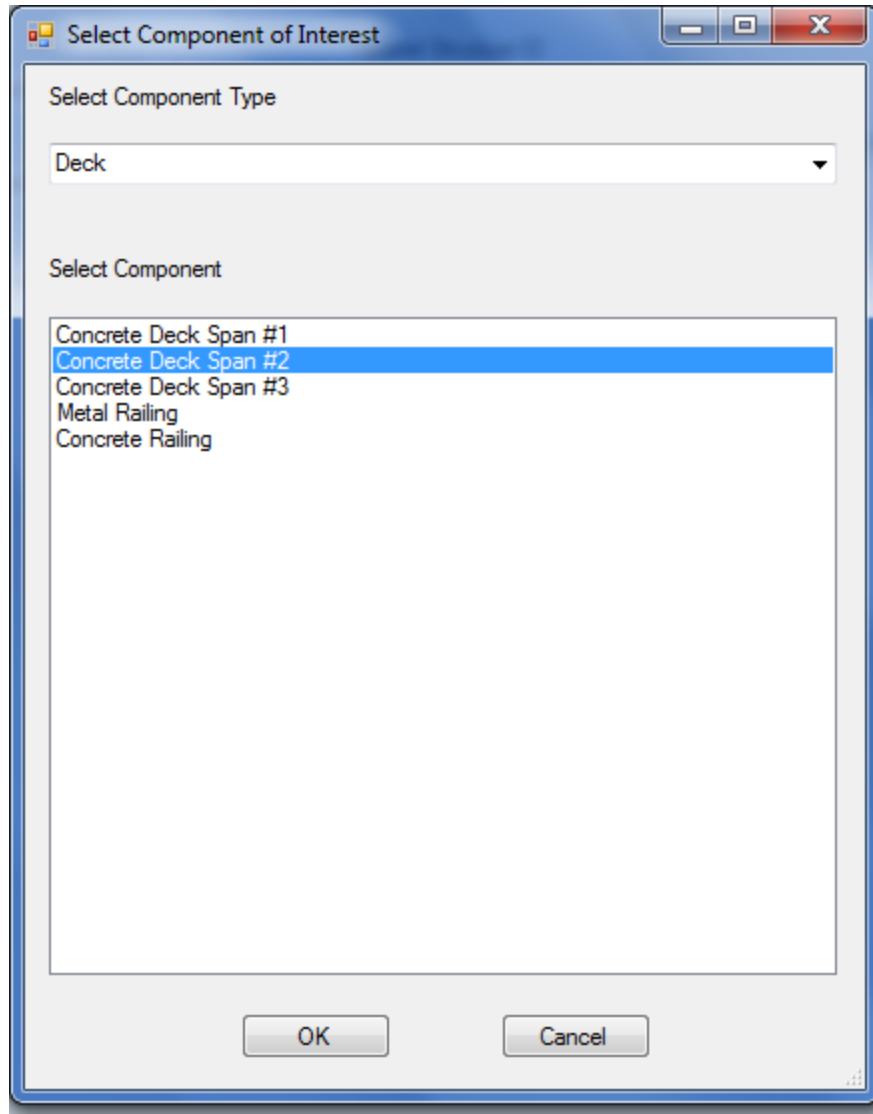 Select Component of Interest
Select Component Type
Deck
Select Component
Concrete Deck Span #1
Concrete Deck Span #2
Concrete Deck Span #3
Metal Railing
Concrete Railing
OK Cancel